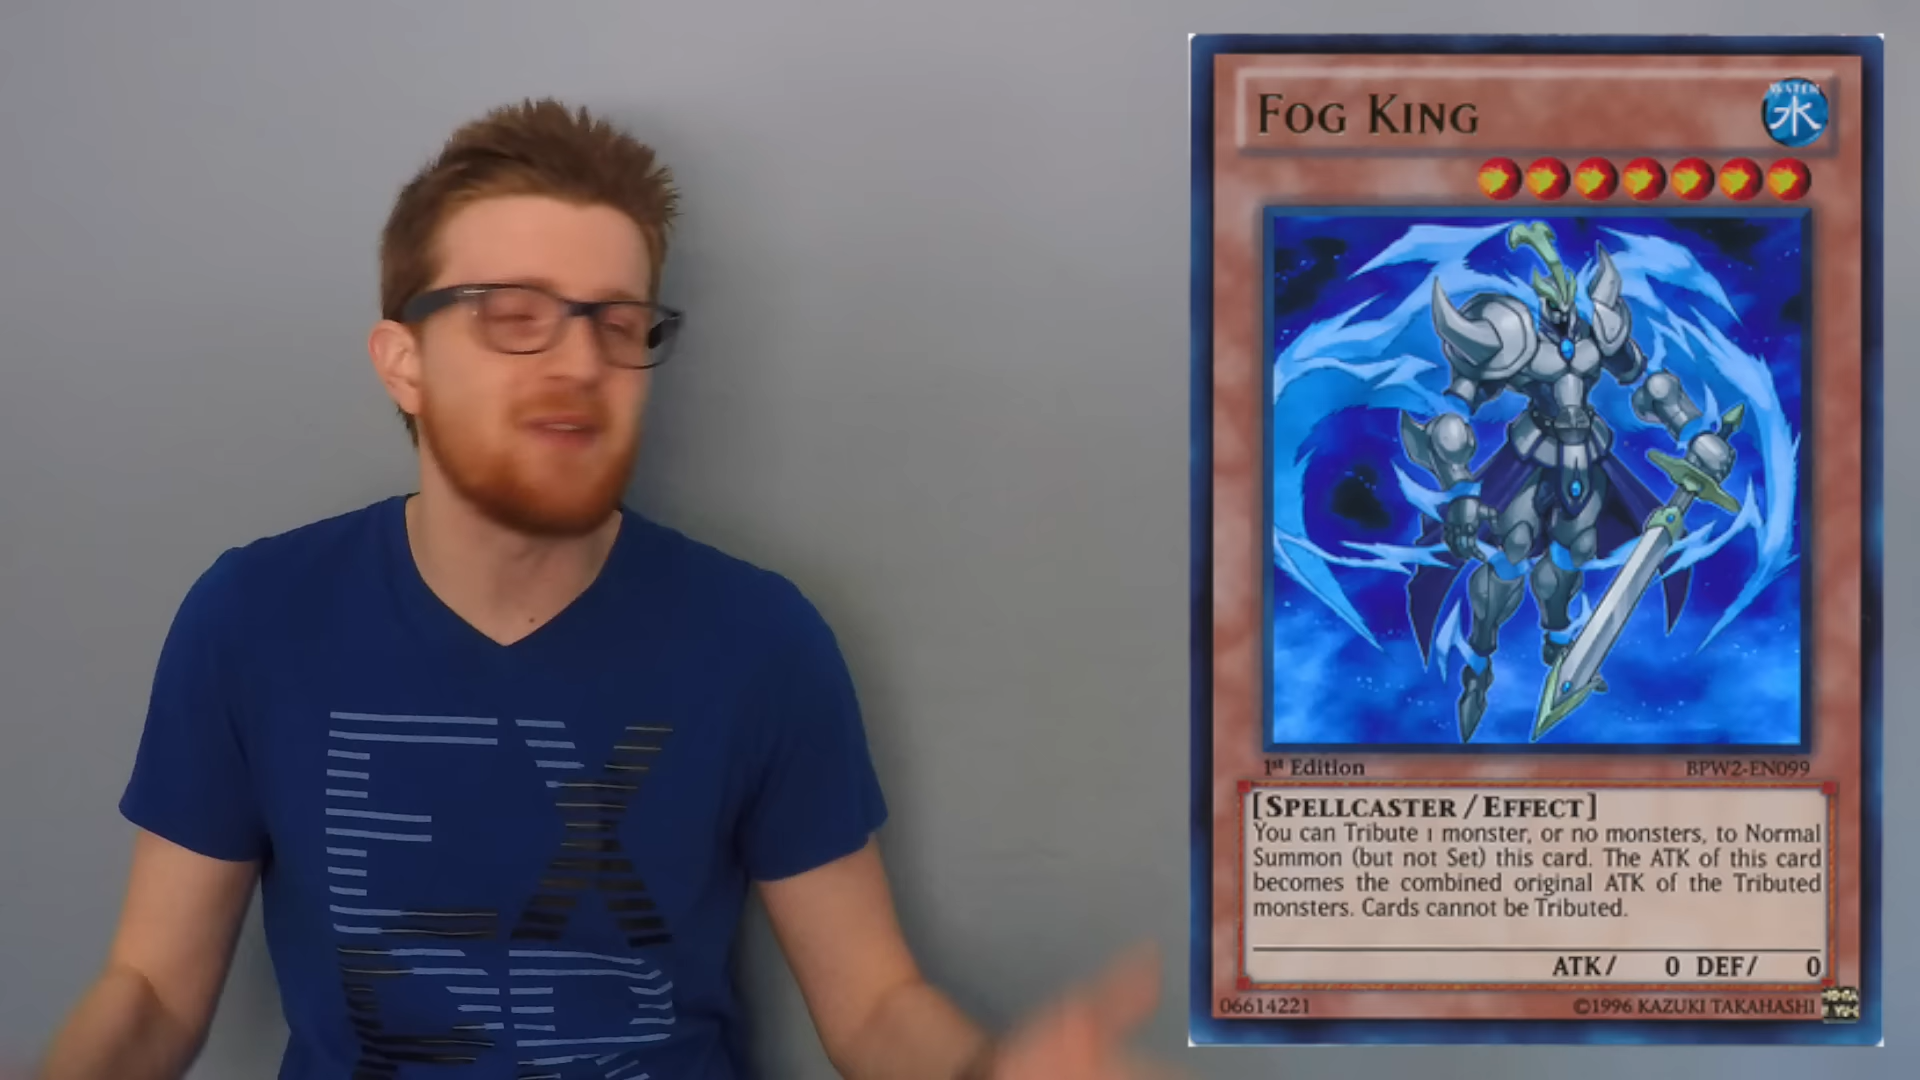 FOG KING
WATER
水
1st Edition
BPW2-EN099
[SPELLCASTER/EFFECT]
You can Tribute 1 monster, or no monsters, to Normal
Summon (but not Set) this card. The ATK of this card
becomes the combined original ATK of the Tributed
monsters. Cards cannot be Tributed.
ATK/ 0 DEF/ 0
06614221
©1996 KAZUKI TAKAHASHI